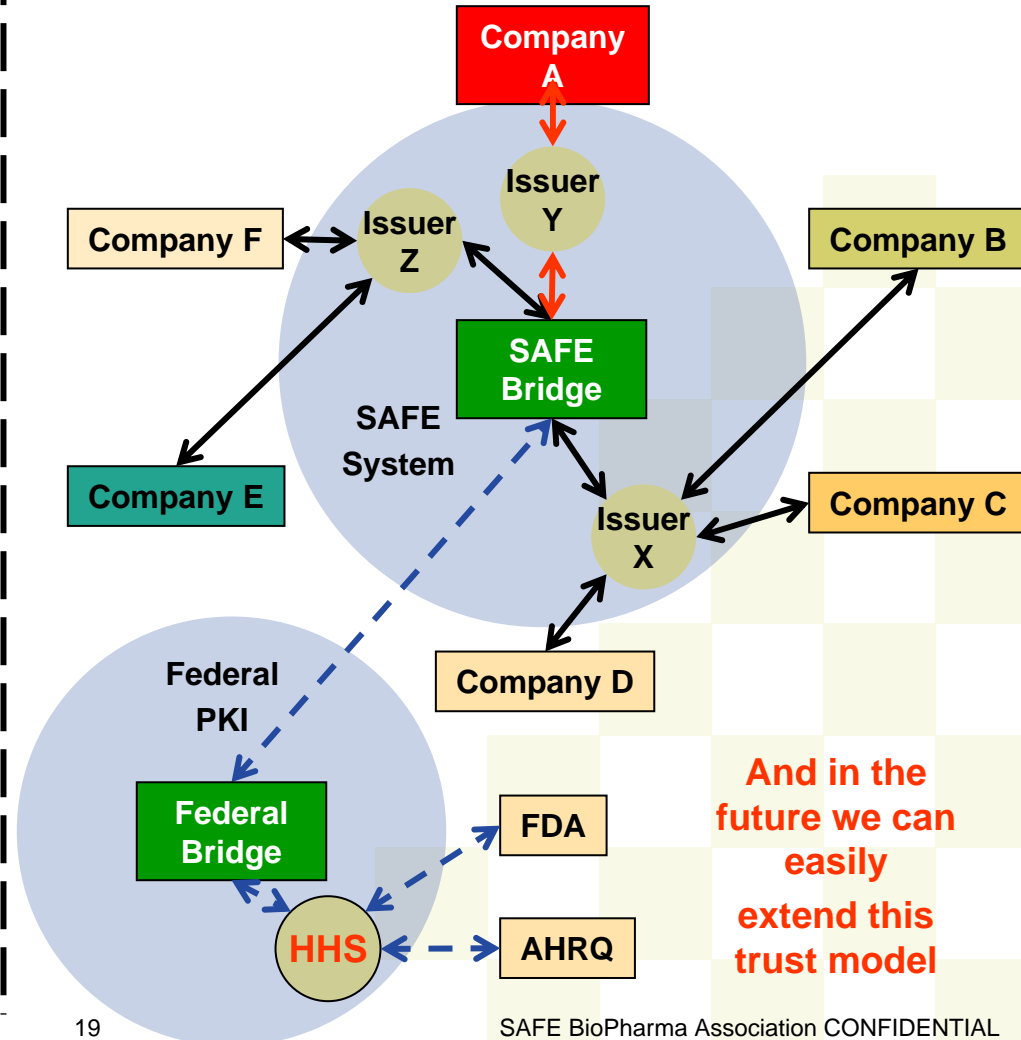 Company
A
Issuer
Y
Issuer
Z
Company F
Company B
SAFE
Bridge
SAFE
System
Company E
Company C
Issuer
X
Company D
Federal
PKI
Federal
Bridge
HHS
FDA
AHRQ
And in the
future we can
easily
extend this
trust model
19
SAFE BioPharma Association CONFIDENTIAL